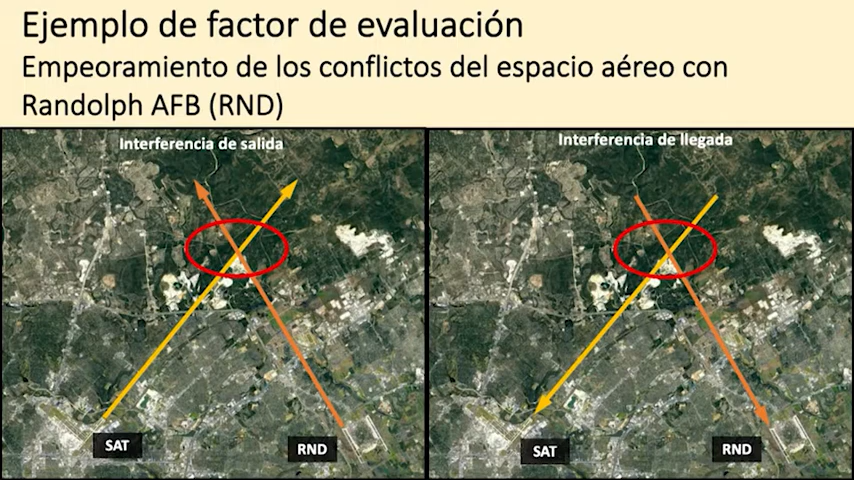 Ejemplo de factor de evaluación
Empeoramiento de los conflictos del espacio aéreo con
Randolph AFB (RND)
Interferencia de salida
SAT
RND
Interferencia de llegada
SAT
RND